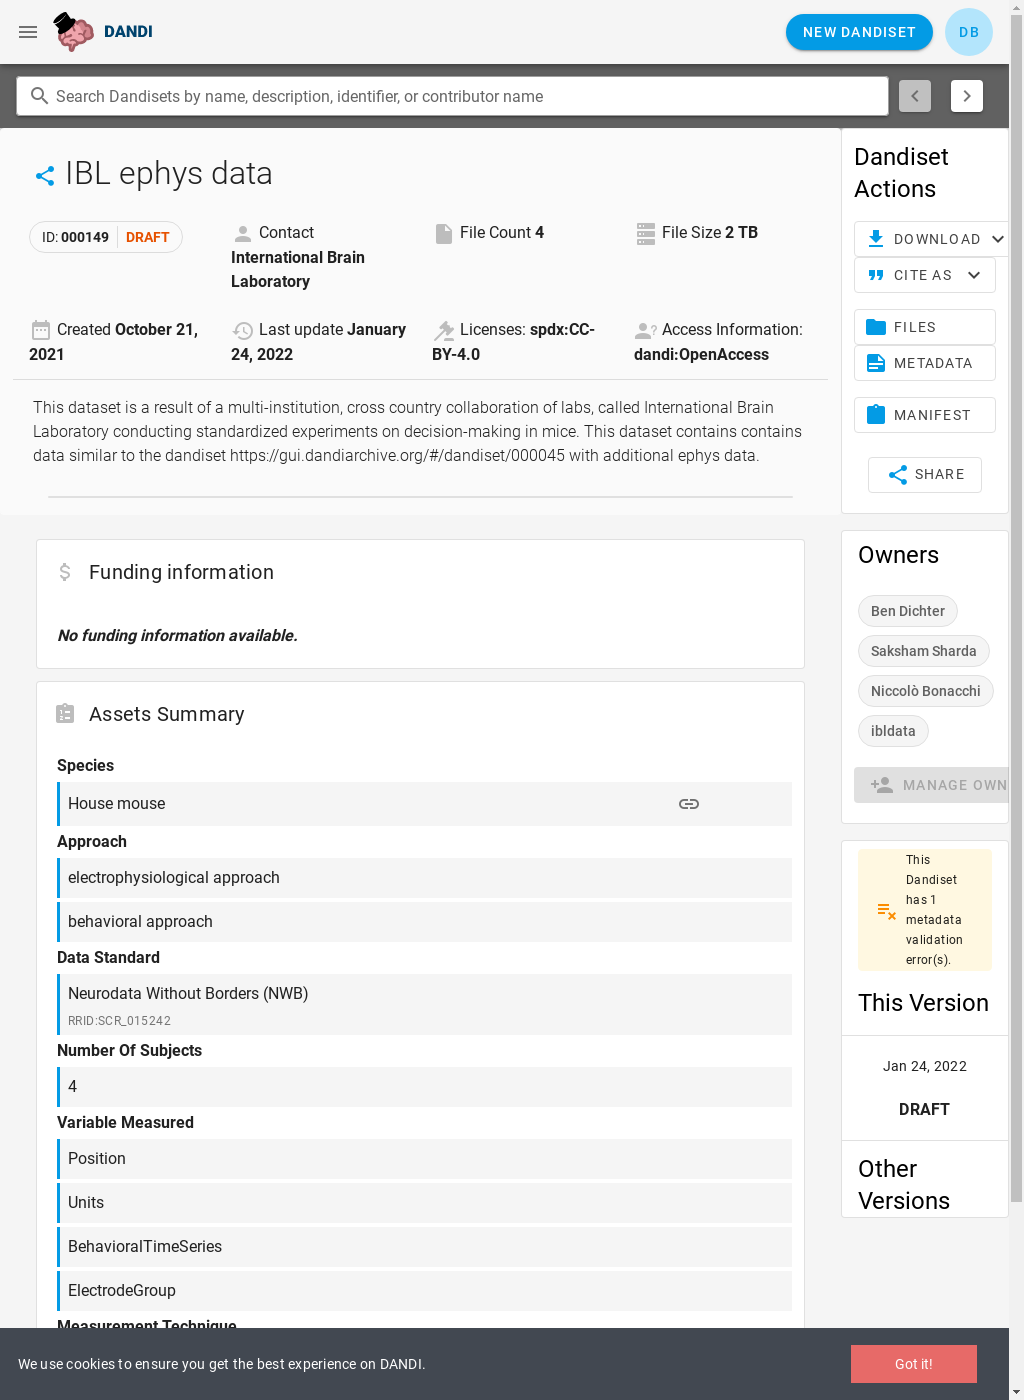 DANDI
NEW DANDISET
DB
Search Dandisets by name, description, identifier, or contributor name
IBL ephys data
ID: 000149 DRAFT
Contact
International Brain
Laboratory
File Count 4
File Size 2 TB
Created October 21,
2021
Last update January
24, 2022
Licenses: spdx:CC-
BY-4.0
Access Information:
dandi:OpenAccess
This dataset is a result of a multi-institution, cross country collaboration of labs, called International Brain
Laboratory conducting standardized experiments on decision-making in mice. This dataset contains contains
data similar to the dandiset https://gui.dandiarchive.org/#/dandiset/000045 with additional ephys data.
Funding information
No funding information available.
Assets Summary
Species
House mouse
Approach
electrophysiological approach
behavioral approach
Data Standard
Neurodata Without Borders (NWB)
RRID:SCR_015242
Number Of Subjects
4
Variable Measured
Position
Units
BehavioralTimeSeries
ElectrodeGroup
Measurement Technique
Dandiset
Actions
DOWNLOAD
CITE AS
FILES
METADATA
MANIFEST
SHARE
Owners
Ben Dichter
Saksham Sharda
Niccolò Bonacchi
ibldata
MANAGE OWN
This
Dandiset
has 1
metadata
validation
error(s).
This Version
Jan 24, 2022
DRAFT
Other
Versions
We use cookies to ensure you get the best experience on DANDI.
Got it!